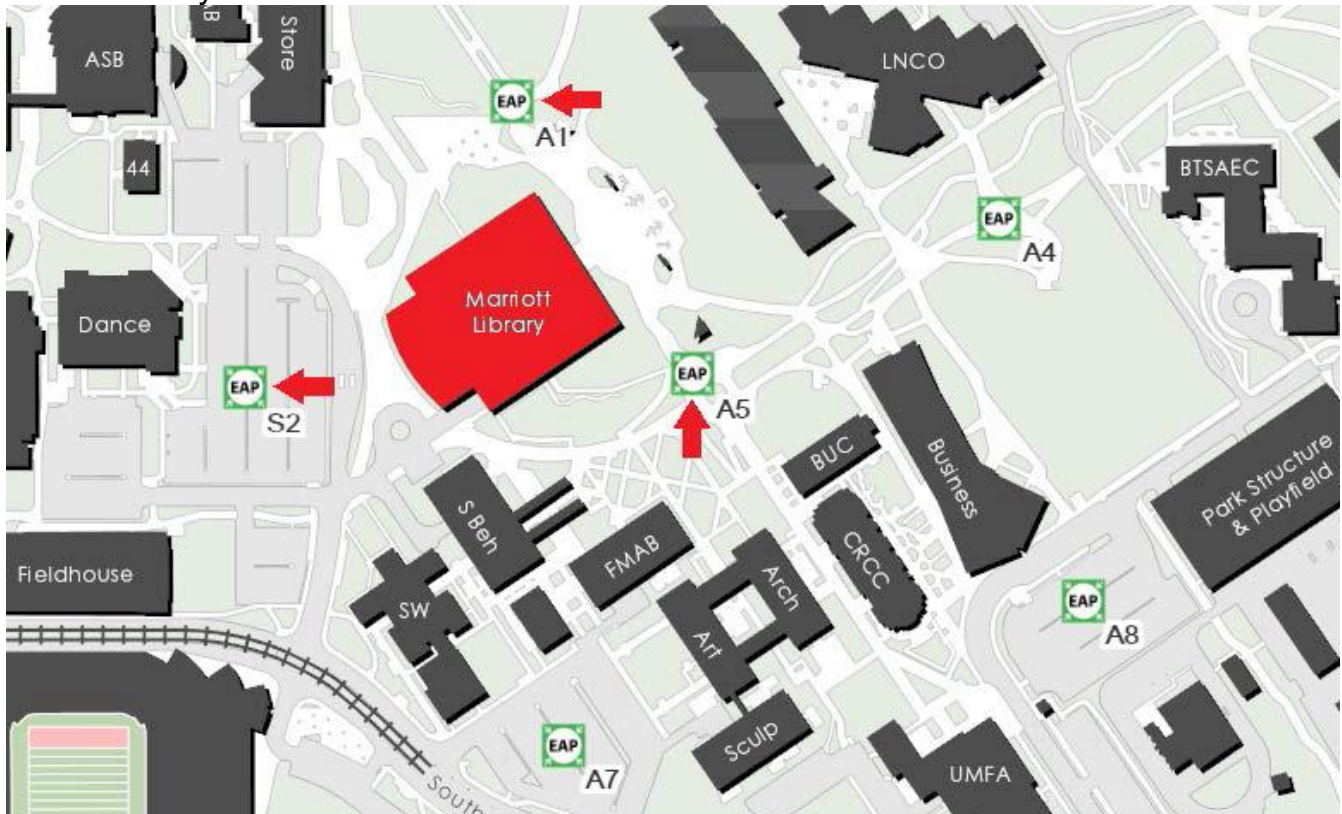 ASB
Store
LNCO
EAP
A1
44
BTSAEC
EAP
A4
Marriott
Library
Dance
EAP
S2
EAP
A5
BUC
Business
Park Structure
& Playfield
S Beh
FMAB
CRCC
Fieldhouse
SW
Arch
Art
EAP
A8
Sculp
EAP
A7
UMFA
South